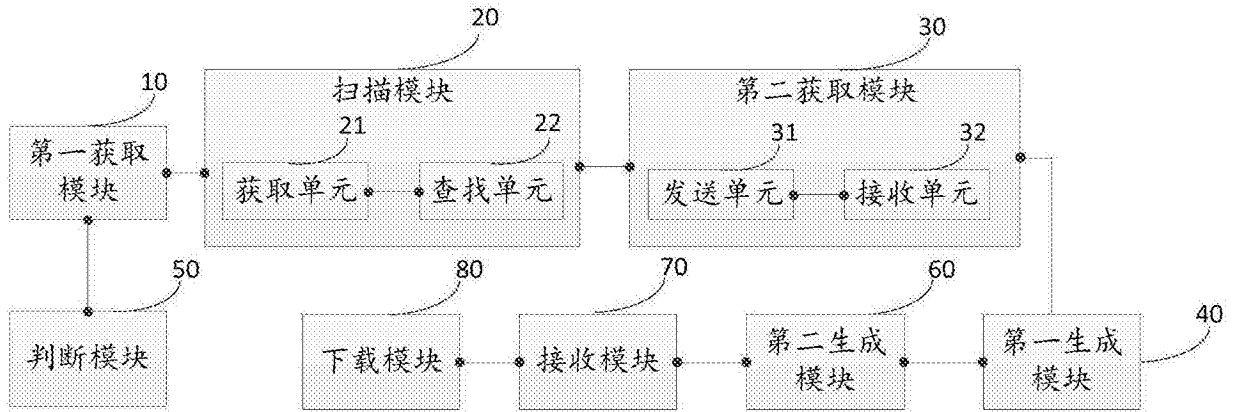 20
30
10
扫描模块
第二获取模块
21
22
31
32
第一获取
模块
获取单元
查找单元
发送单元
接收单元
50
80
70
60
40
判断模块
下载模块
接收模块
第二生成
模块
第一生成
模块